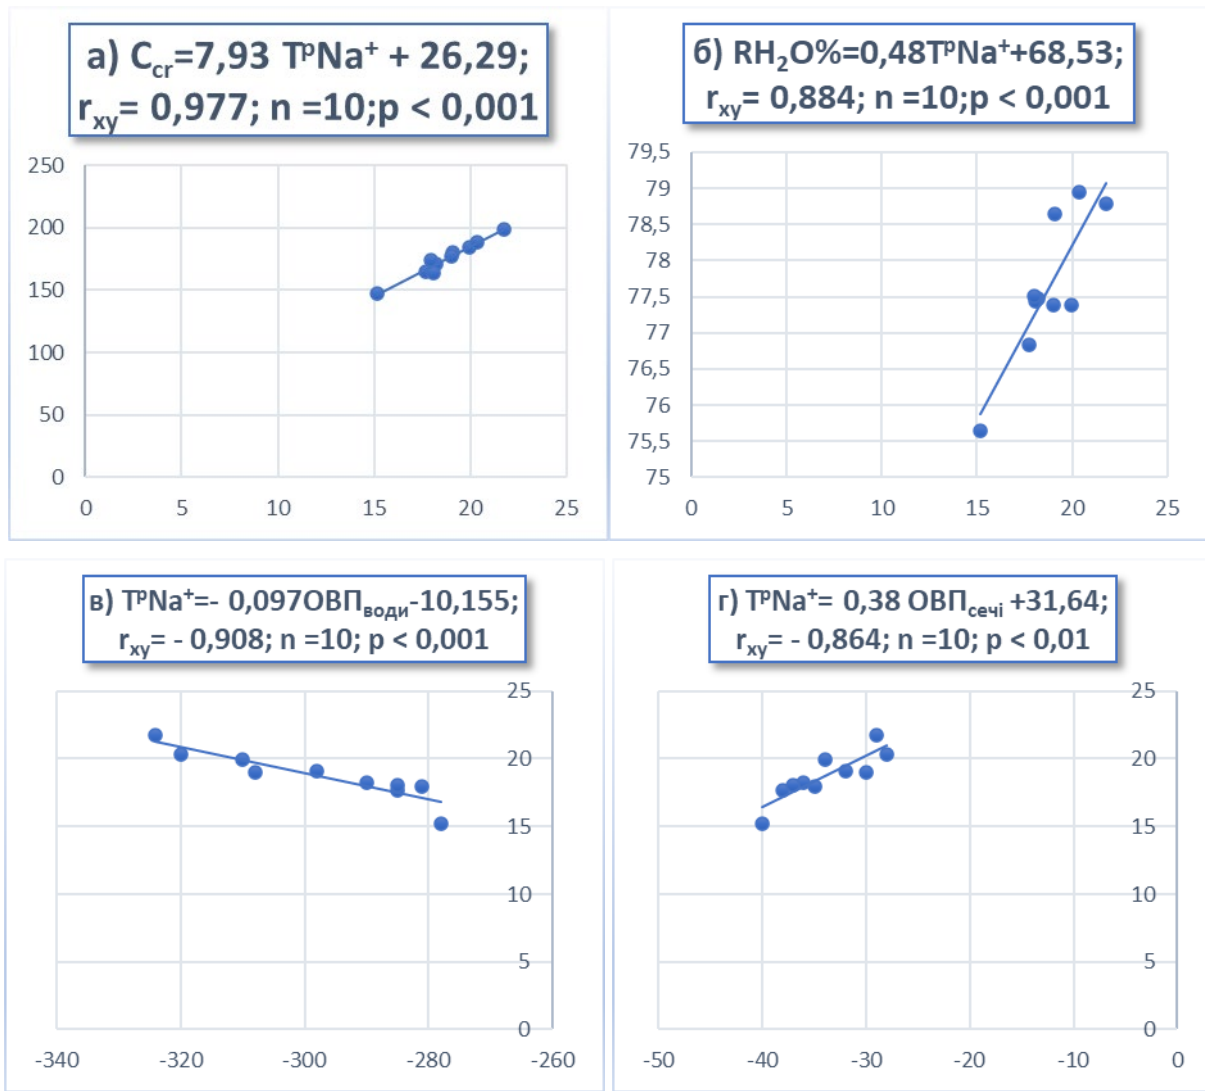 а) Ccr=7,93 TᵖNa⁺ + 26,29;
rxy= 0,977; n =10;p < 0,001
250
200
150
100
50
0
0 5 10 15 20 25
б) RH₂O%=0,48TᵖNa⁺+68,53;
rxy= 0,884; n =10;p < 0,001
79,5
79
78,5
78
77,5
77
76,5
76
75,5
75
0 5 10 15 20 25
в) TᵖNa⁺=- 0,097ОВПводи-10,155;
rxy= - 0,908; n =10; p < 0,001
25
20
15
10
5
0
-340 -320 -300 -280 -260
г) TᵖNa⁺= 0,38 ОВПсечі +31,64;
rxy= - 0,864; n =10; p < 0,01
25
20
15
10
5
0
-50 -40 -30 -20 -10 0